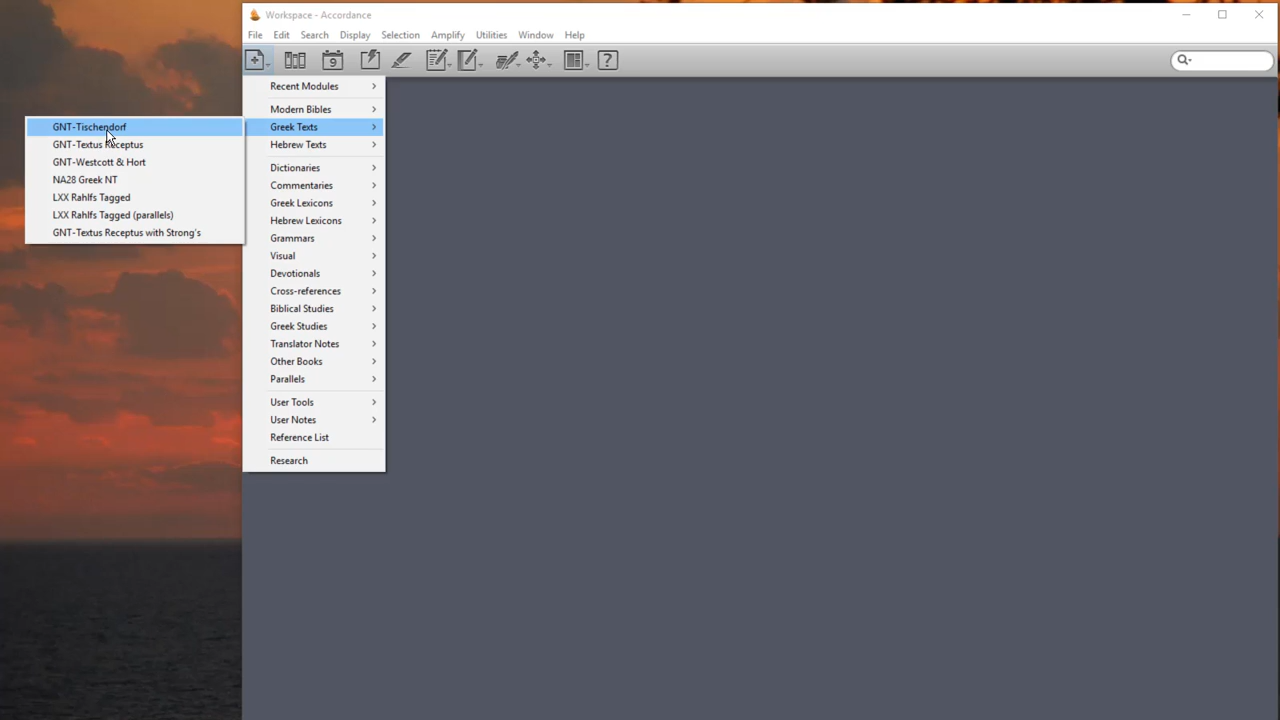 Workspace - Accordance
File Edit Search Display Selection Amplify Utilities Window Help
9 ?
Recent Modules
Modern Bibles
Greek Texts
Hebrew Texts
Dictionaries
Commentaries
Greek Lexicons
Hebrew Lexicons
Grammars
Visual
Devotionals
Cross-references
Biblical Studies
Greek Studies
Translator Notes
Other Books
Parallels
User Tools
User Notes
Reference List
Research
GNT-Tischendorf
GNT-Textus Receptus
GNT-Westcott & Hort
NA28 Greek NT
LXX Rahlfs Tagged
LXX Rahlfs Tagged (parallels)
GNT-Textus Receptus with Strong's